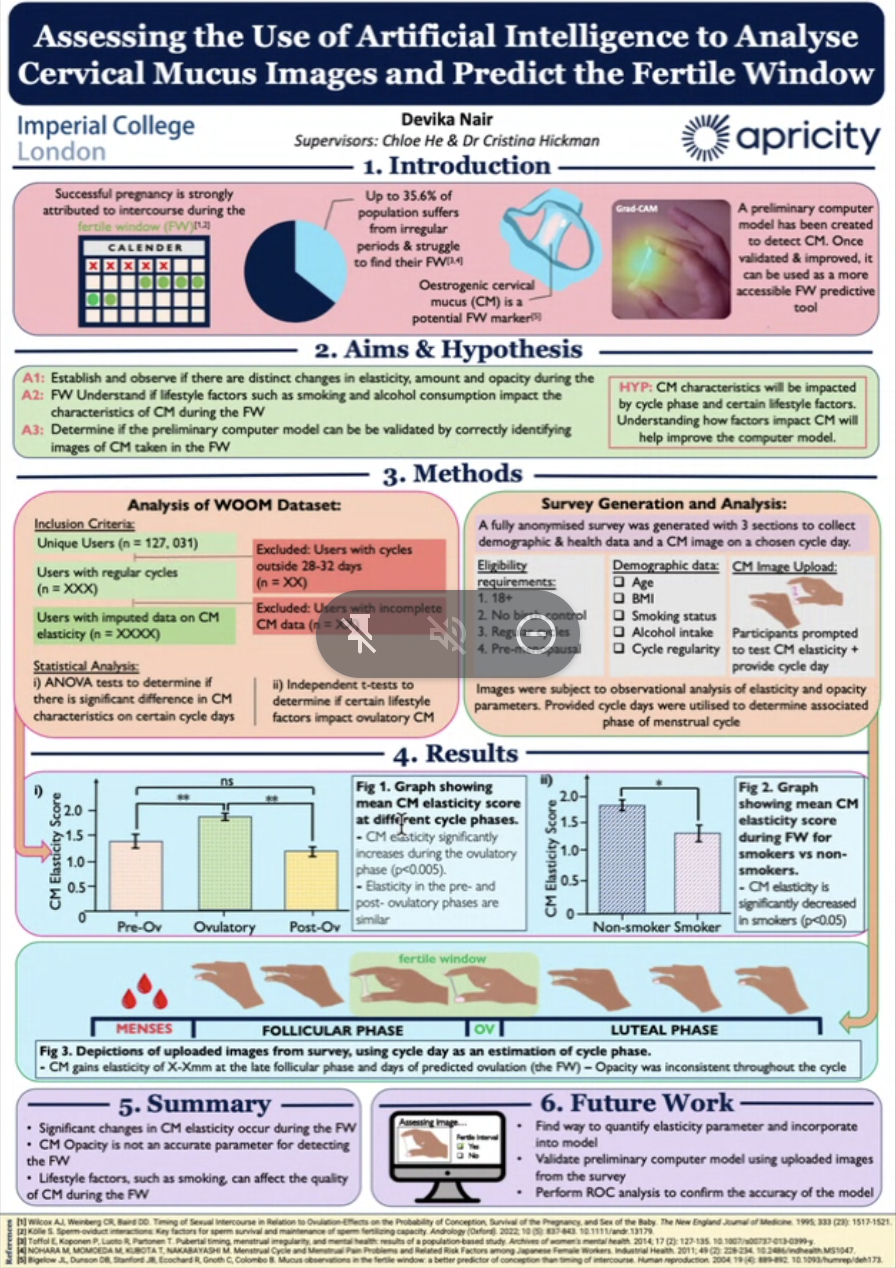 Assessing the Use of Artificial Intelligence to Analyse
Cervical Mucus Images and Predict the Fertile Window
Imperial College
London
Devika Nair
Supervisors: Chloe He & Dr Cristina Hickman
apricity
1. Introduction
Successful pregnancy is strongly
attributed to intercourse during the
fertile window (FW)[1,2]
CALENDER
X X X X X
Up to 35.6% of
population suffers
from irregular
periods & struggle
to find their FW[3,4]
Oestrogenic cervical
mucus (CM) is a
potential FW marker[5]
Grad-CAM
A preliminary computer
model has been created
to detect CM. Once
validated & improved, it
can be used as a more
accessible FW predictive
tool
2. Aims & Hypothesis
A1: Establish and observe if there are distinct changes in elasticity, amount and opacity during the
A2: FW Understand if lifestyle factors such as smoking and alcohol consumption impact the
characteristics of CM during the FW
A3: Determine if the preliminary computer model can be be validated by correctly identifying
images of CM taken in the FW
HYP: CM characteristics will be impacted
by cycle phase and certain lifestyle factors.
Understanding how factors impact CM will
help improve the computer model.
3. Methods
Analysis of WOOM Dataset:
Inclusion Criteria:
Unique Users (n = 127, 031)
Users with regular cycles
(n = XXX)
Users with imputed data on CM
elasticity (n = XXXX)
Excluded: Users with cycles
outside 28-32 days
(n = XX)
Excluded: Users with incomplete
CM data (n =
Statistical Analysis:
i) ANOVA tests to determine if
there is significant difference in CM
characteristics on certain cycle days
ii) Independent t-tests to
determine if certain lifestyle
factors impact ovulatory CM
Survey Generation and Analysis:
A fully anonymised survey was generated with 3 sections to collect
demographic & health data and a CM image on a chosen cycle day.
Eligibility
requirements:
1. 18+
2. No birth control
3. Regular cycles
4. Pre-menopausal
Demographic data:
Age
BMI
Smoking status
Alcohol intake
Cycle regularity
CM Image Upload:
Participants prompted
to test CM elasticity +
provide cycle day
Images were subject to observational analysis of elasticity and opacity
parameters. Provided cycle days were utilised to determine associated
phase of menstrual cycle
4. Results
i)
CM Elasticity Score
2.0
1.5
1.0
0.5
0
ns
** **
Pre-Ov Ovulatory Post-Ov
Fig 1. Graph showing
mean CM elasticity score
at different cycle phases.
- CM elasticity significantly
increases during the ovulatory
phase (p<0.005).
- Elasticity in the pre- and
post- ovulatory phases are
similar
ii)
CM Elasticity Score
2.0
1.5
1.0
0.5
0
*
Non-smoker Smoker
Fig 2. Graph
showing mean CM
elasticity score
during FW for
smokers vs non-
smokers.
- CM elasticity is
significantly decreased
in smokers (p<0.05)
fertile window
MENSES FOLLICULAR PHASE OV LUTEAL PHASE
Fig 3. Depictions of uploaded images from survey, using cycle day as an estimation of cycle phase.
- CM gains elasticity of X-Xmm at the late follicular phase and days of predicted ovulation (the FW) – Opacity was inconsistent throughout the cycle
5. Summary
• Significant changes in CM elasticity occur during the FW
• CM Opacity is not an accurate parameter for detecting
the FW
• Lifestyle factors, such as smoking, can affect the quality
of CM during the FW
6. Future Work
Assessing Image....
Fertile Interval
Yes
No
• Find way to quantify elasticity parameter and incorporate
into model
• Validate preliminary computer model using uploaded images
from the survey
• Perform ROC analysis to confirm the accuracy of the model
References
[1] Wilcox AJ, Weinberg CR, Baird DD. Timing of Sexual Intercourse in Relation to Ovulation-Effects on the Probability of Conception, Survival of the Pregnancy, and Sex of the Baby. The New England Journal of Medicine. 1995; 333 (23): 1517-1521.
[2] Kölle S. Sperm-oviduct interactions: Key factors for sperm survival and maintenance of sperm fertilizing capacity. Andrology (Oxford). 2022; 10 (5): 837-843. 10.1111/andr.13179.
[3] Toffol E, Koponen P, Luoto R, Partonen T. Pubertal timing, menstrual irregularity, and mental health: results of a population-based study. Archives of women's mental health. 2014; 17 (2): 127-135. 10.1007/s00737-013-0399-y.
[4] NOHARA M, MOMOEDA M, KUBOTA T, NAKABAYASHI M. Menstrual Cycle and Menstrual Pain Problems and Related Risk Factors among Japanese Female Workers. Industrial Health. 2011; 49 (2): 228-234. 10.2486/indhealth.MS1047.
[5] Bigelow JL, Dunson DB, Stanford JB, Ecochard R, Gnoth C, Colombo B. Mucus observations in the fertile window: a better predictor of conception than timing of intercourse. Human reproduction. 2004; 19 (4): 889-892. 10.1093/humrep/deh173.